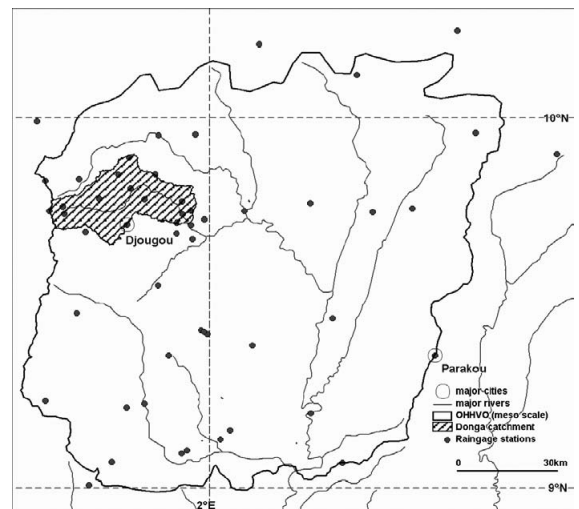 10°N
Djougou
Parakou
major cities
major rivers
OHHVO (meso scale)
Donga catchment
Raingage stations
0 30km
9°N
2°E